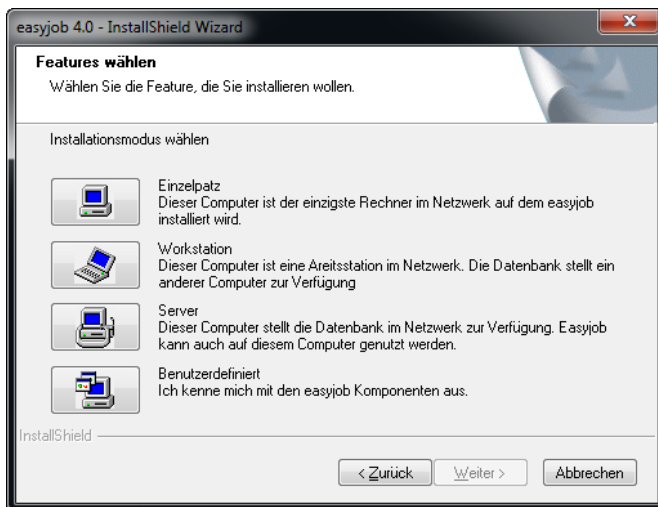 easyjob 4.0 - InstallShield Wizard
Features wählen
Wählen Sie die Feature, die Sie installieren wollen.
Installationsmodus wählen
Einzelpatz
Dieser Computer ist der einzigste Rechner im Netzwerk auf dem easyjob
installiert wird.
Workstation
Dieser Computer ist eine Areitsstation im Netzwerk. Die Datenbank stellt ein
anderer Computer zur Verfügung
Server
Dieser Computer stellt die Datenbank im Netzwerk zur Verfügung. Easyjob
kann auch auf diesem Computer genutzt werden.
Benutzerdefiniert
Ich kenne mich mit den easyjob Komponenten aus.
InstallShield
< Zurück Weiter > Abbrechen